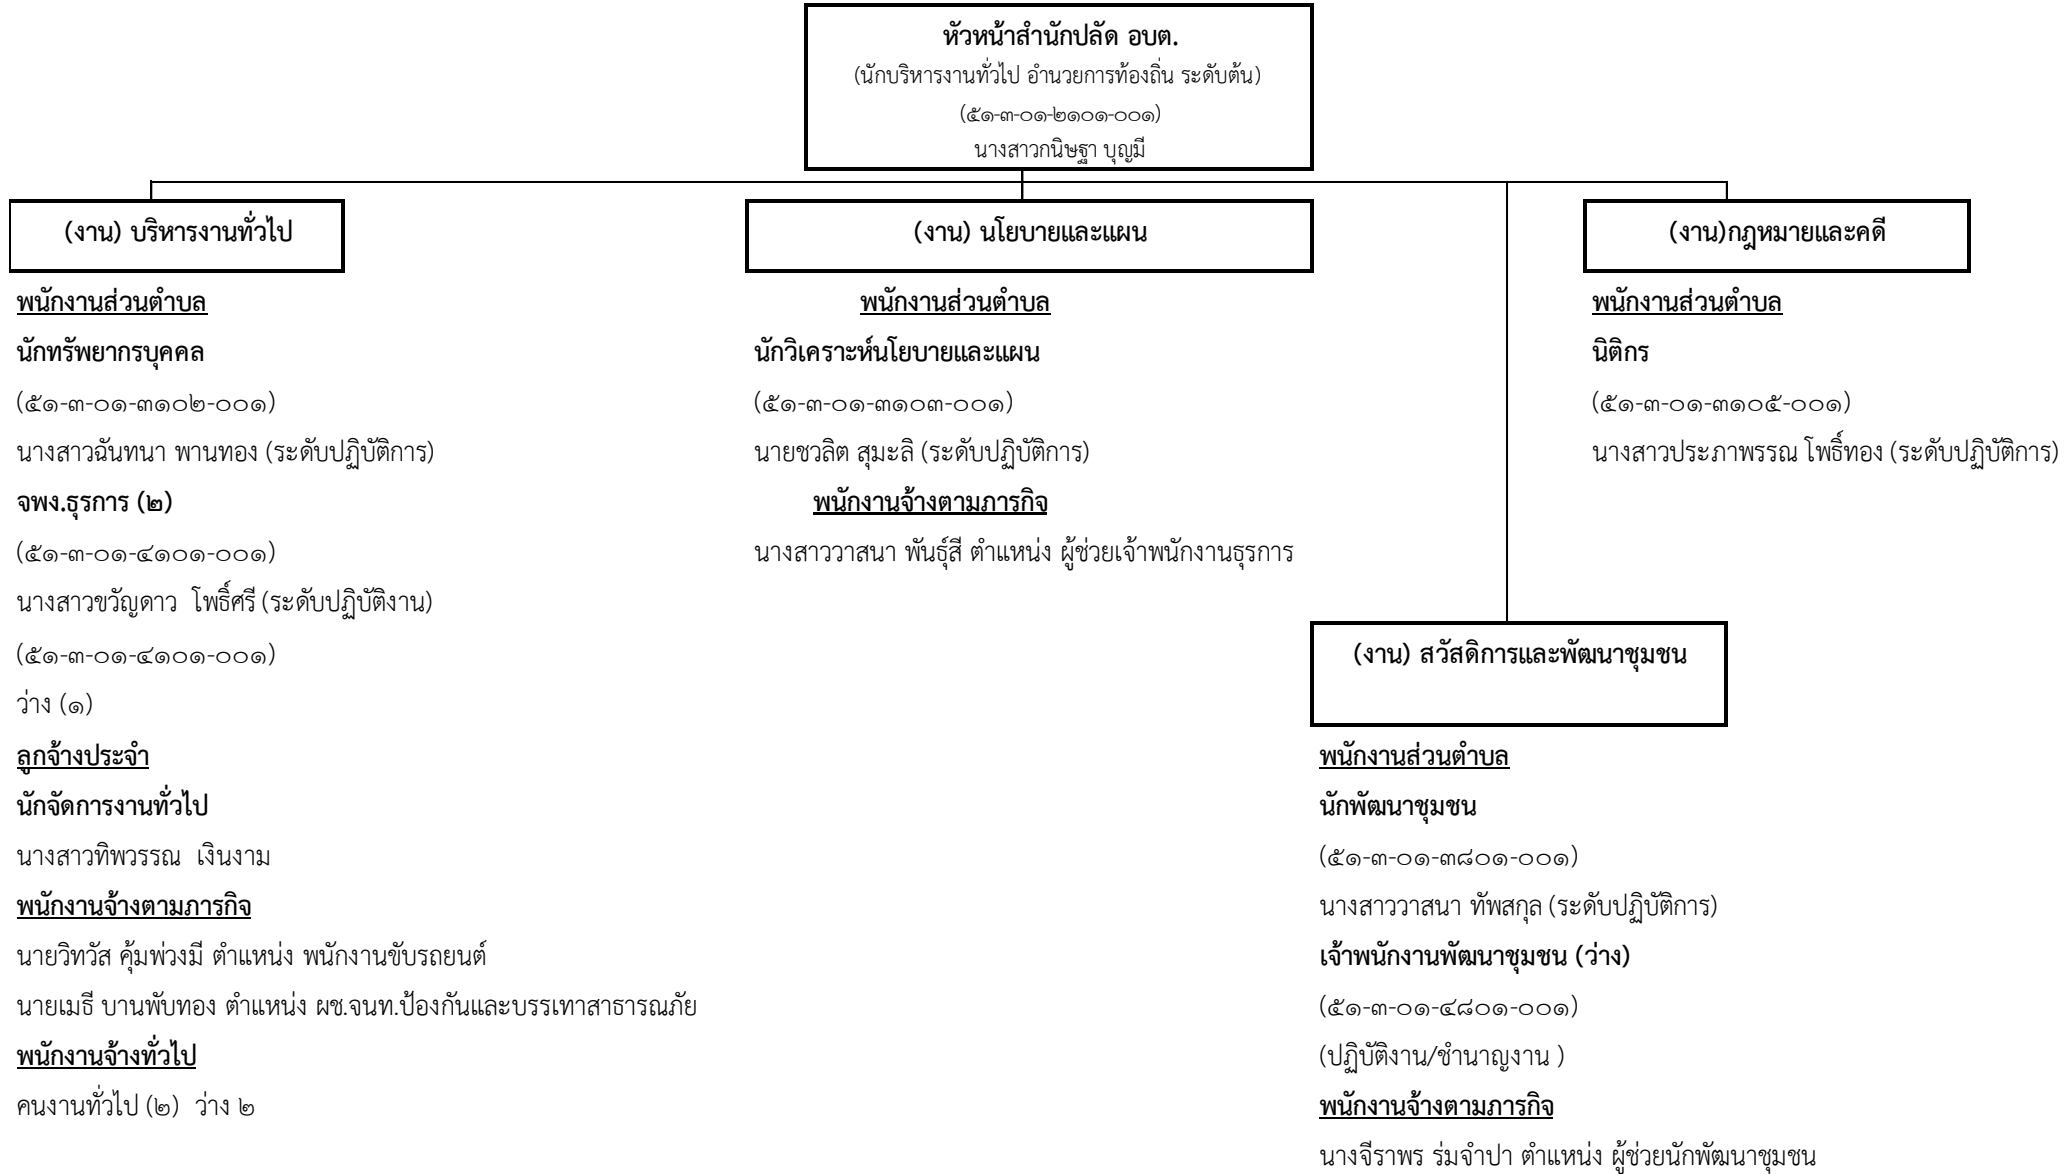 หัวหน้าสำนักปลัด อบต.
(นักบริหารงานทั่วไป อำนวยการท้องถิ่น ระดับต้น)
(๕๑-๓-๐๑-๒๑๐๑-๐๐๑)
นางสาวกนิษฐา บุญมี
(งาน) บริหารงานทั่วไป
พนักงานส่วนตำบล
นักทรัพยากรบุคคล
(๕๑-๓-๐๑-๓๑๐๒-๐๐๑)
นางสาวฉันทนา พานทอง (ระดับปฏิบัติการ)
จพง.ธุรการ (๒)
(๕๑-๓-๐๑-๔๑๐๑-๐๐๑)
นางสาวขวัญดาว โพธิ์ศรี (ระดับปฏิบัติงาน)
(๕๑-๓-๐๑-๔๑๐๑-๐๐๑)
ว่าง (๑)
ลูกจ้างประจำ
นักจัดการงานทั่วไป
นางสาวทิพวรรณ เงินงาม
พนักงานจ้างตามภารกิจ
นายวิทวัส คุ้มพ่วงมี ตำแหน่ง พนักงานขับรถยนต์
นายเมธี บานพับทอง ตำแหน่ง ผช.จนท.ป้องกันและบรรเทาสาธารณภัย
พนักงานจ้างทั่วไป
คนงานทั่วไป (๒) ว่าง ๒
(งาน) นโยบายและแผน
พนักงานส่วนตำบล
นักวิเคราะห์นโยบายและแผน
(๕๑-๓-๐๑-๓๑๐๓-๐๐๑)
นายชวลิต สุมะลิ (ระดับปฏิบัติการ)
พนักงานจ้างตามภารกิจ
นางสาววาสนา พันธุ์สี ตำแหน่ง ผู้ช่วยเจ้าพนักงานธุรการ
(งาน)กฎหมายและคดี
พนักงานส่วนตำบล
นิติกร
(๕๑-๓-๐๑-๓๑๐๕-๐๐๑)
นางสาวประภาพรรณ โพธิ์ทอง (ระดับปฏิบัติการ)
(งาน) สวัสดิการและพัฒนาชุมชน
พนักงานส่วนตำบล
นักพัฒนาชุมชน
(๕๑-๓-๐๑-๓๘๐๑-๐๐๑)
นางสาววาสนา ทัพสกุล (ระดับปฏิบัติการ)
เจ้าพนักงานพัฒนาชุมชน (ว่าง)
(๕๑-๓-๐๑-๔๘๐๑-๐๐๑)
(ปฏิบัติงาน/ชำนาญงาน )
พนักงานจ้างตามภารกิจ
นางจีราพร ร่มจำปา ตำแหน่ง ผู้ช่วยนักพัฒนาชุมชน